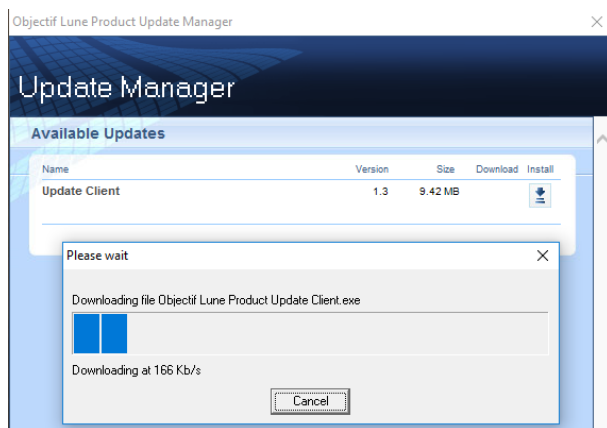 Objectif Lune Product Update Manager
Update Manager
Available Updates
Name Version Size Download Install
Update Client 1.3 9.42 MB
Please wait
Downloading file Objectif Lune Product Update Client.exe
Downloading at 166 Kb/s
Cancel